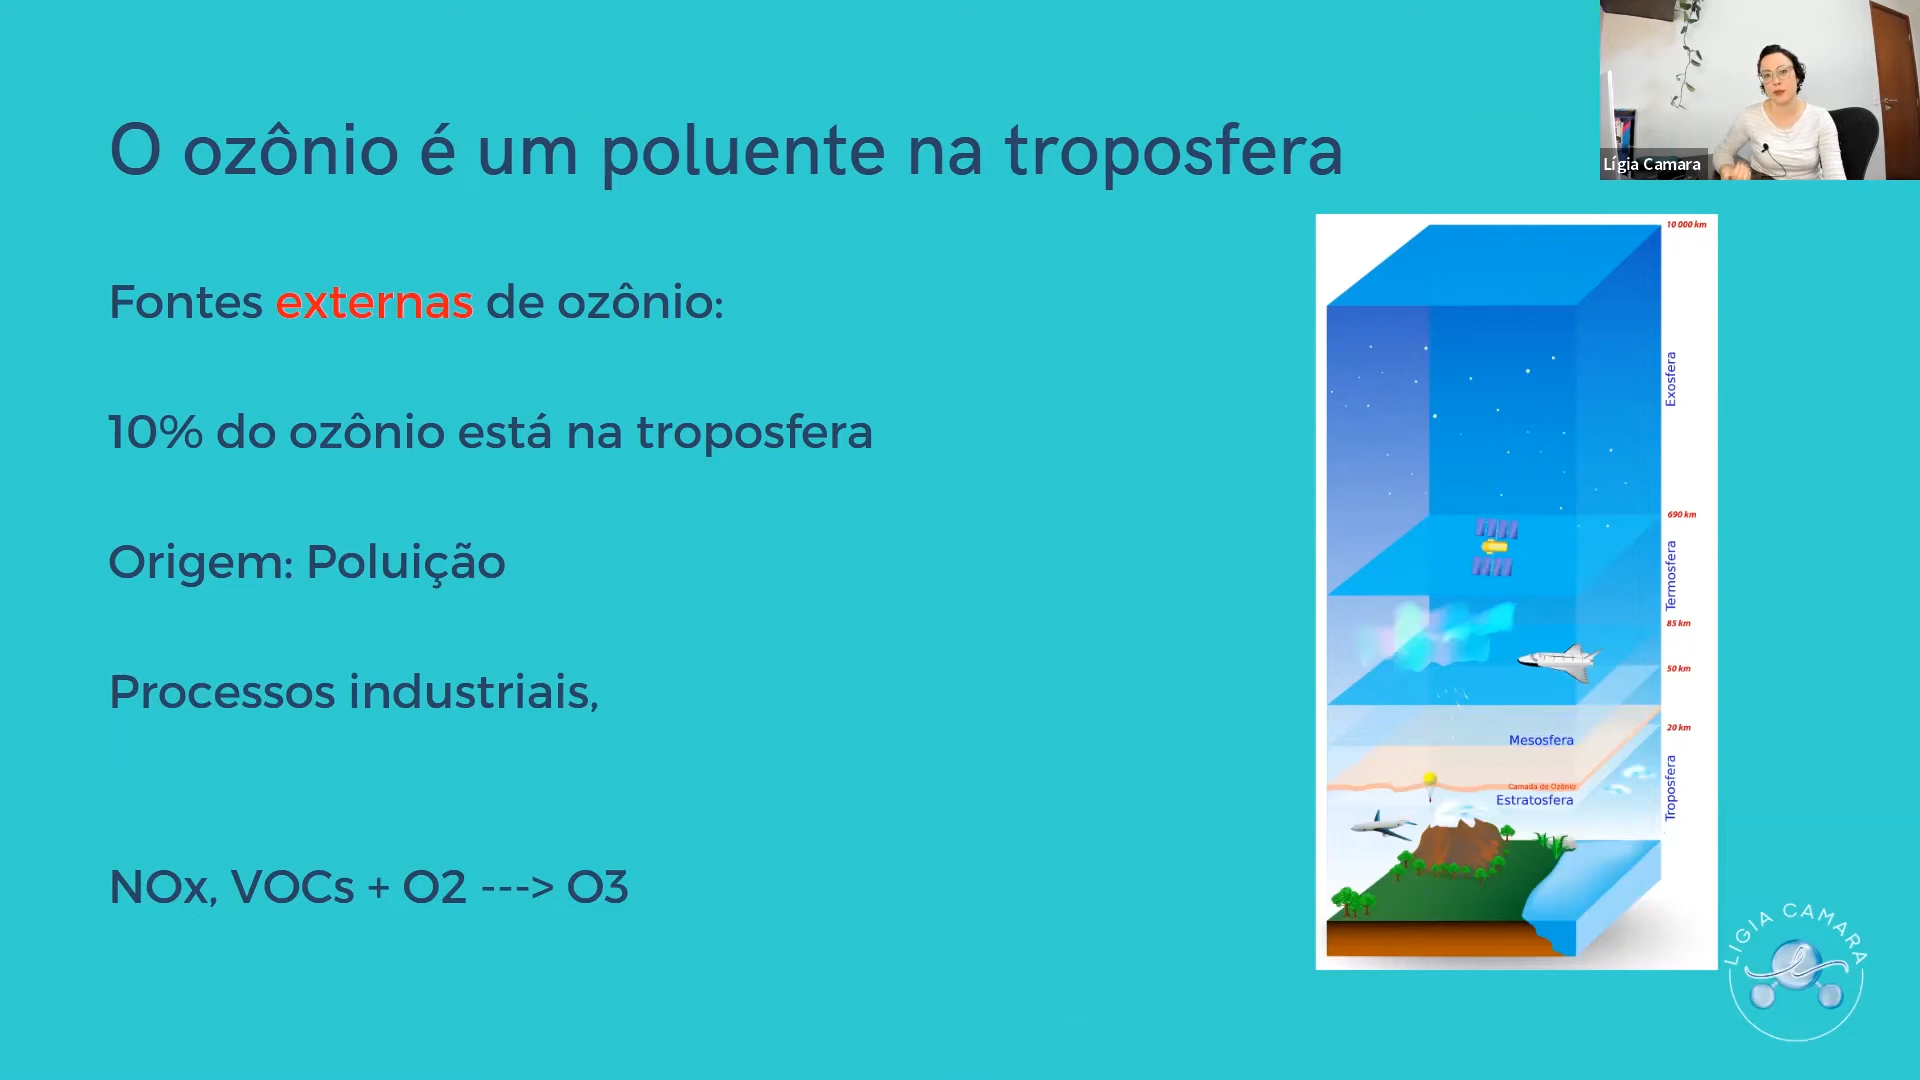 O ozônio é um poluente na troposfera
Lígia Camara
Fontes externas de ozônio:
10% do ozônio está na troposfera
Origem: Poluição
Processos industriais,
NOx, VOCs + O2 ---> O3
10 000 km
Exosfera
690 km
Termosfera
85 km
50 km
20 km
Mesosfera
Camada de Ozônio
Estratosfera
Troposfera
LIGIA CAMARA